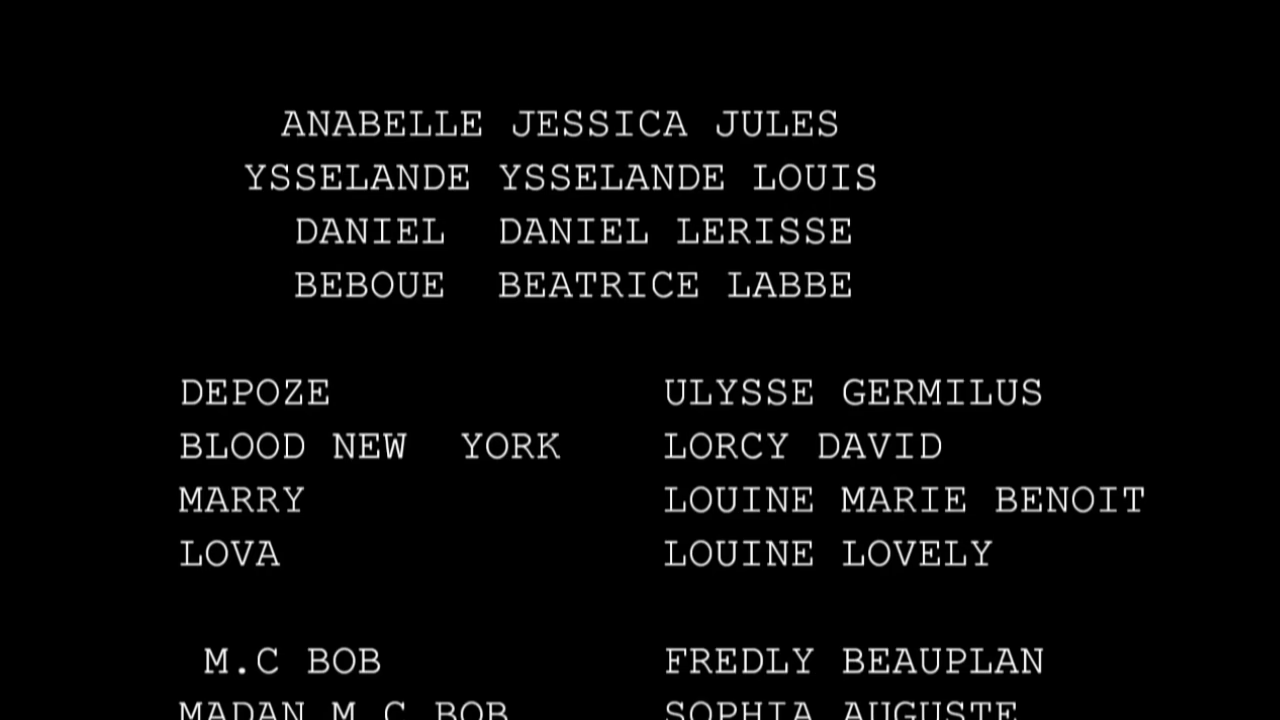 ANABELLE JESSICA JULES
YSSELANDE YSSELANDE LOUIS
DANIEL DANIEL LERISSE
BEBOUE BEATRICE LABBE
DEPOZE ULYSSE GERMILUS
BLOOD NEW YORK LORCY DAVID
MARRY LOUINE MARIE BENOIT
LOVA LOUINE LOVELY
M.C BOB FREDLY BEAUPLAN
MADAN M.C BOB SOPHIA AUGUSTE